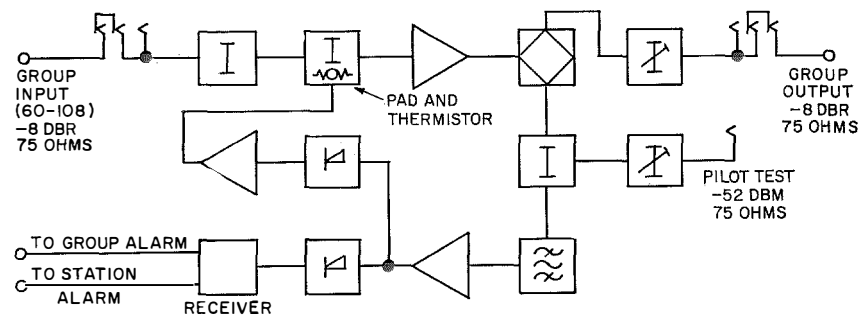 GROUP
INPUT
(60-108)
-8 DBR
75 OHMS
PAD AND
THERMISTOR
GROUP
OUTPUT
-8 DBR
75 OHMS
PILOT TEST
-52 DBM
75 OHMS
TO GROUP ALARM
TO STATION
ALARM
RECEIVER